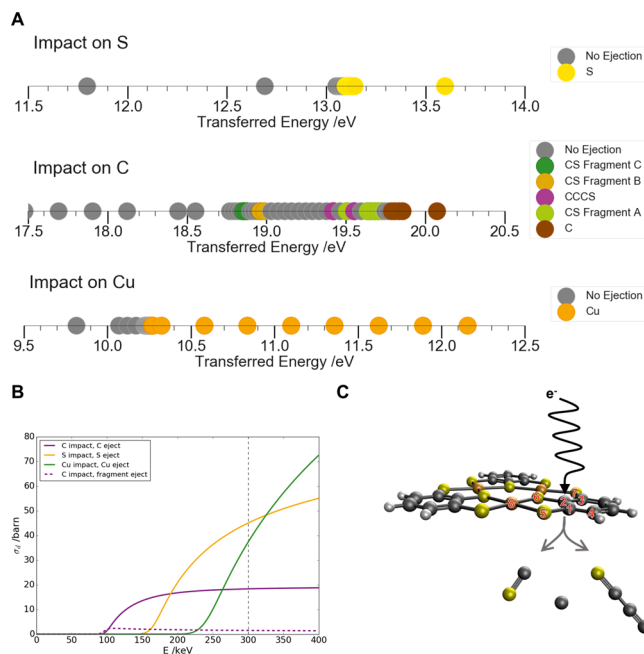 A
Impact on S
No Ejection
S
11.5 12.0 12.5 13.0 13.5 14.0
Transferred Energy /eV
Impact on C
No Ejection
CS Fragment C
CS Fragment B
CCCS
CS Fragment A
C
17.5 18.0 18.5 19.0 19.5 20.0 20.5
Transferred Energy /eV
Impact on Cu
No Ejection
Cu
9.5 10.0 10.5 11.0 11.5 12.0 12.5
Transferred Energy /eV
B
80
70
60
50
40
30
20
10
0
σd /barn
C impact, C eject
S impact, S eject
Cu impact, Cu eject
C impact, fragment eject
0 50 100 150 200 250 300 350 400
E /keV
C
e-